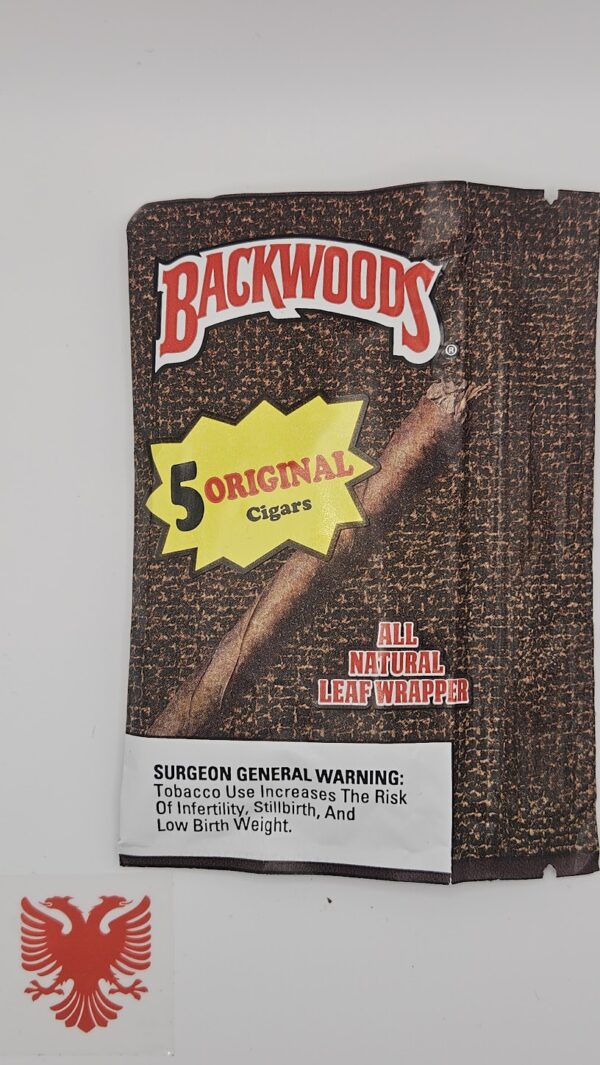 BACKWOODS®
5 ORIGINAL
Cigars
ALL
NATURAL
LEAF WRAPPER
SURGEON GENERAL WARNING:
Tobacco Use Increases The Risk
Of Infertility, Stillbirth, And
Low Birth Weight.